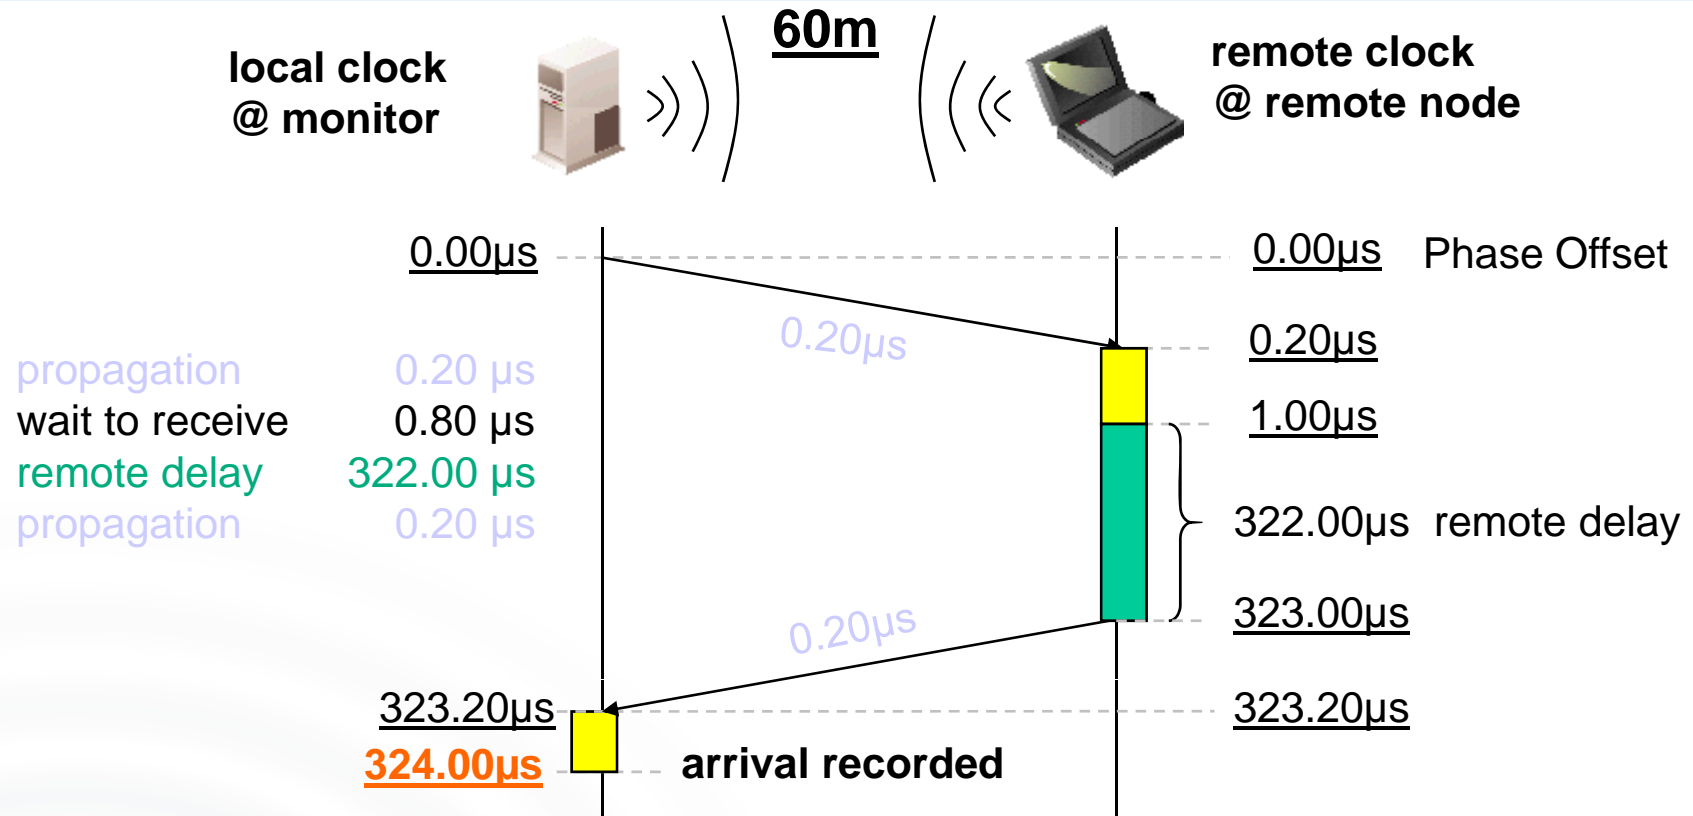 60m
local clock
@ monitor
remote clock
@ remote node
0.00µs
0.00µs Phase Offset
0.20µs
0.20µs
propagation 0.20 µs
wait to receive 0.80 µs
1.00µs
remote delay 322.00 µs
propagation 0.20 µs
322.00µs remote delay
0.20µs
323.00µs
323.20µs
323.20µs
324.00µs arrival recorded